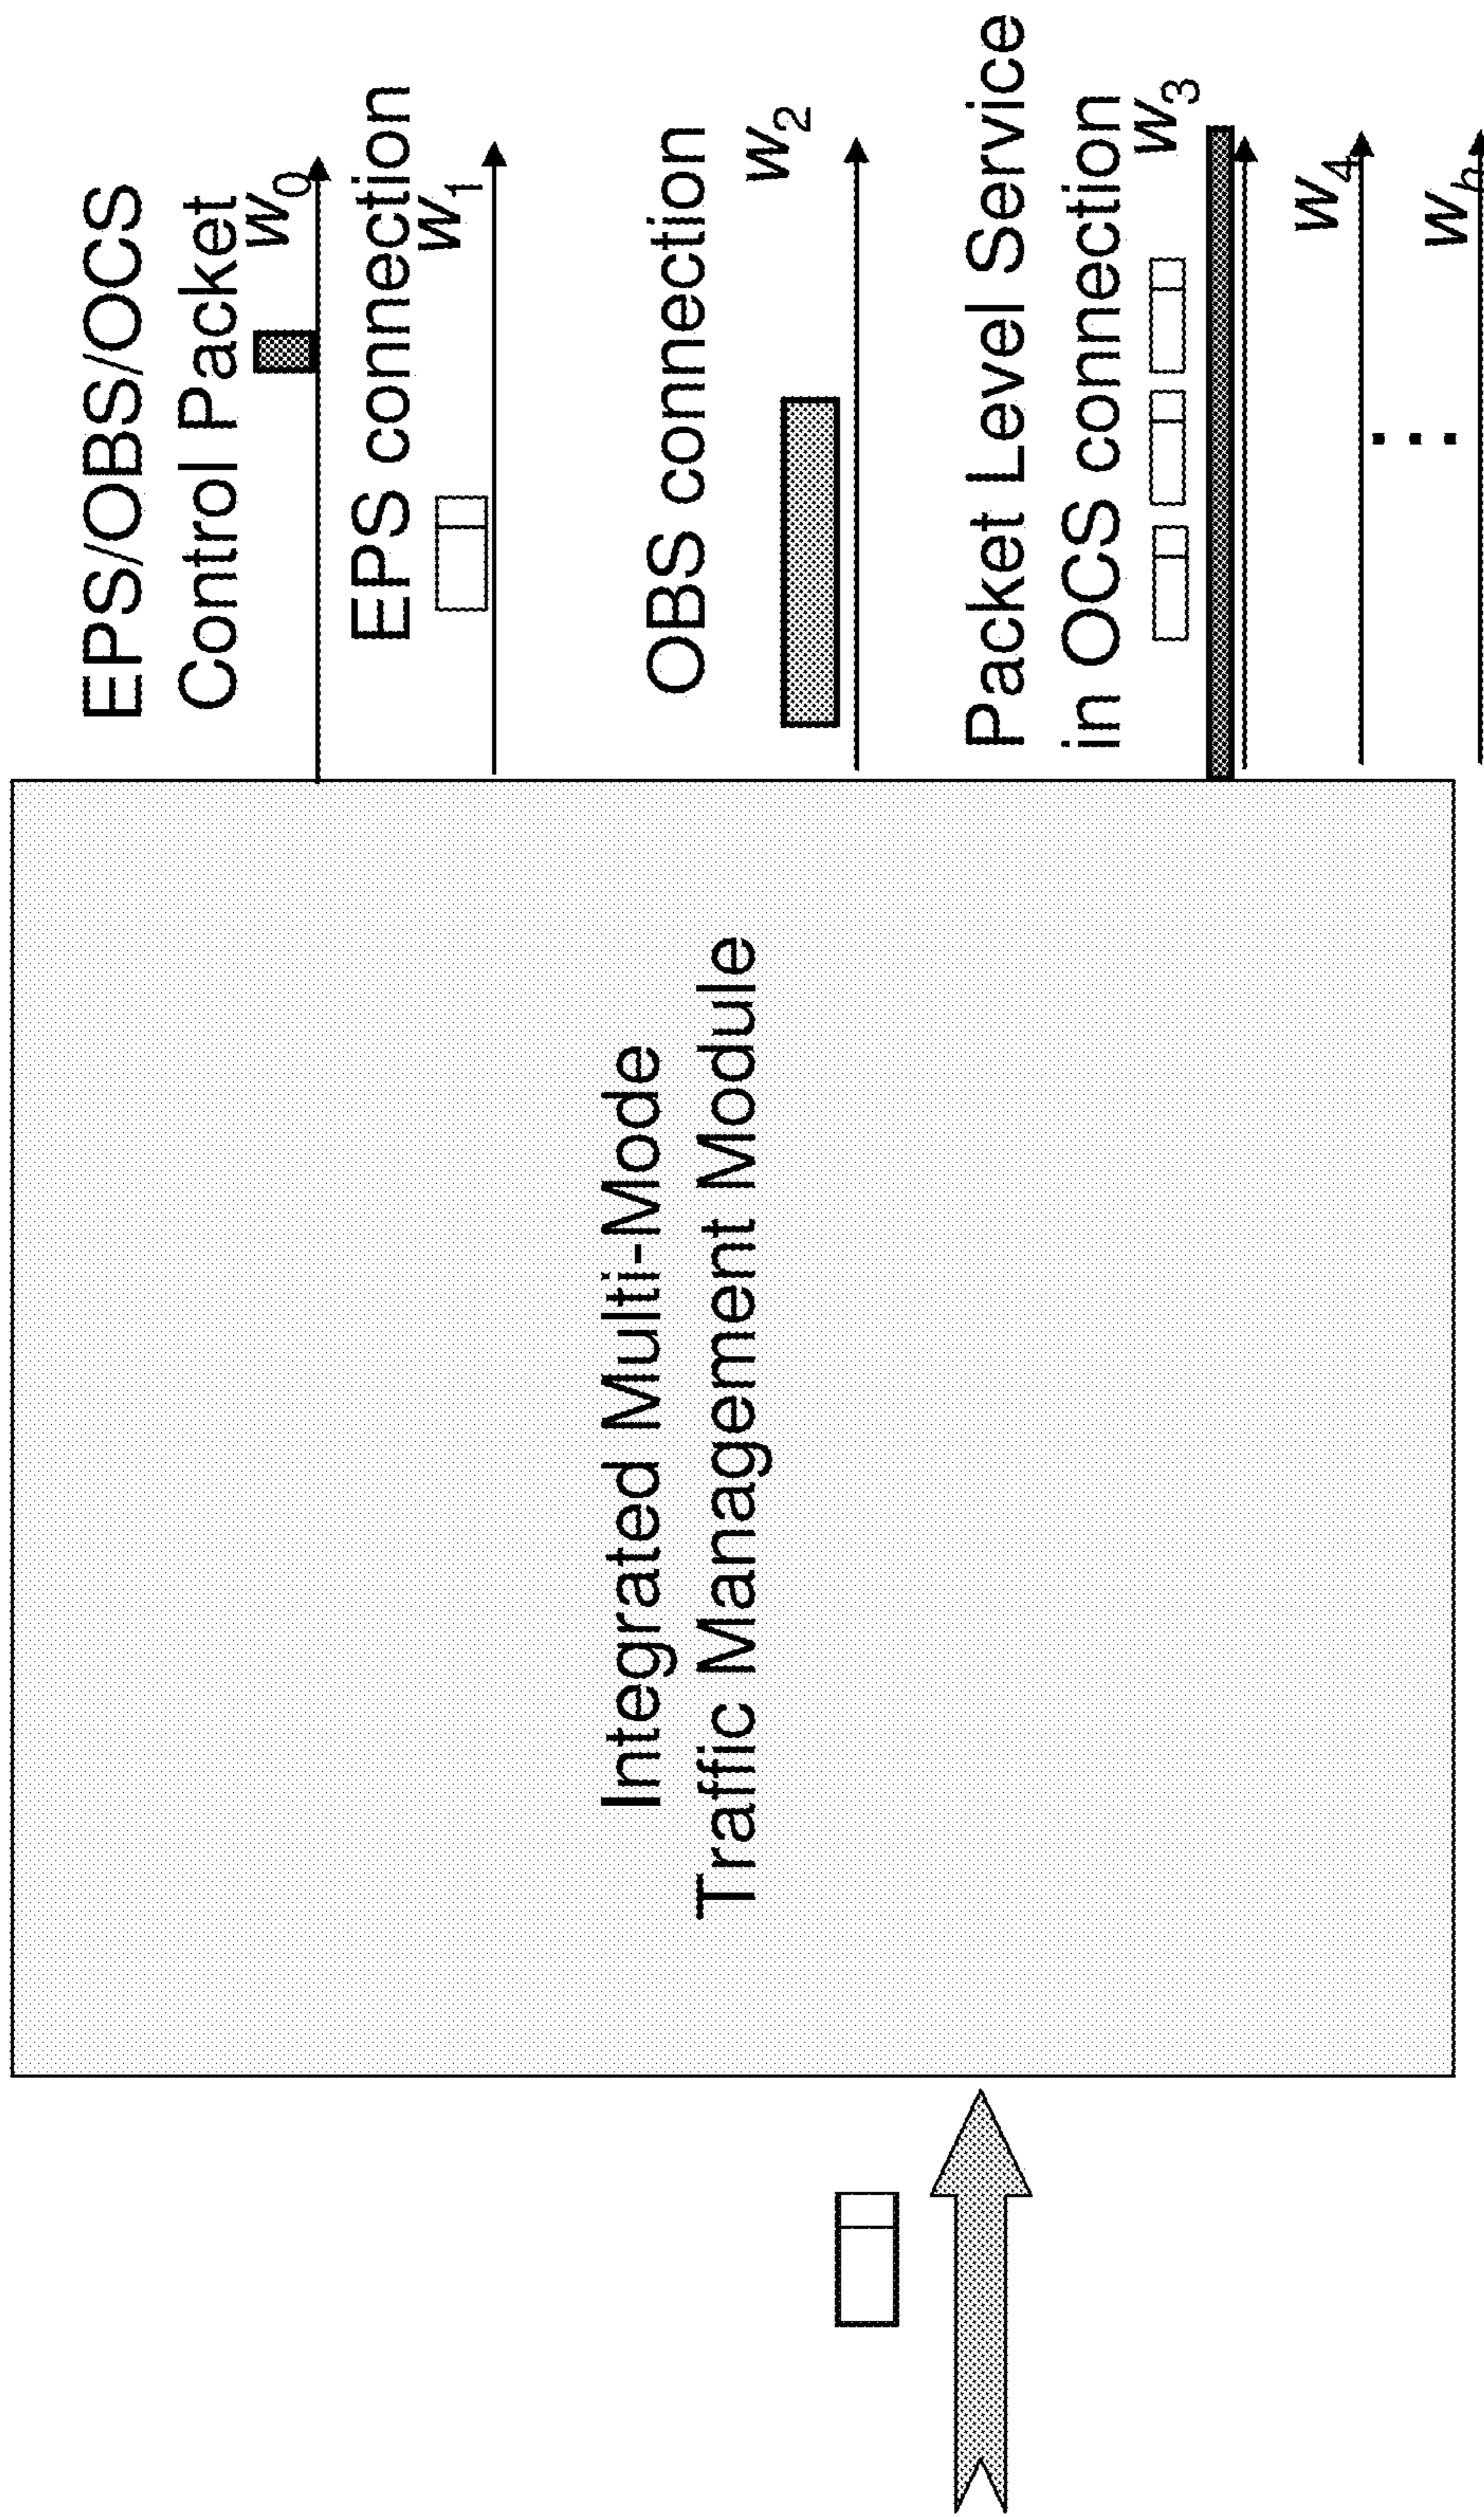 Integrated Multi-Mode
Traffic Management Module
EPS/OBS/OCS
Control Packet
w0
EPS connection
w1
OBS connection
w2
Packet Level Service
in OCS connection
w3
w4